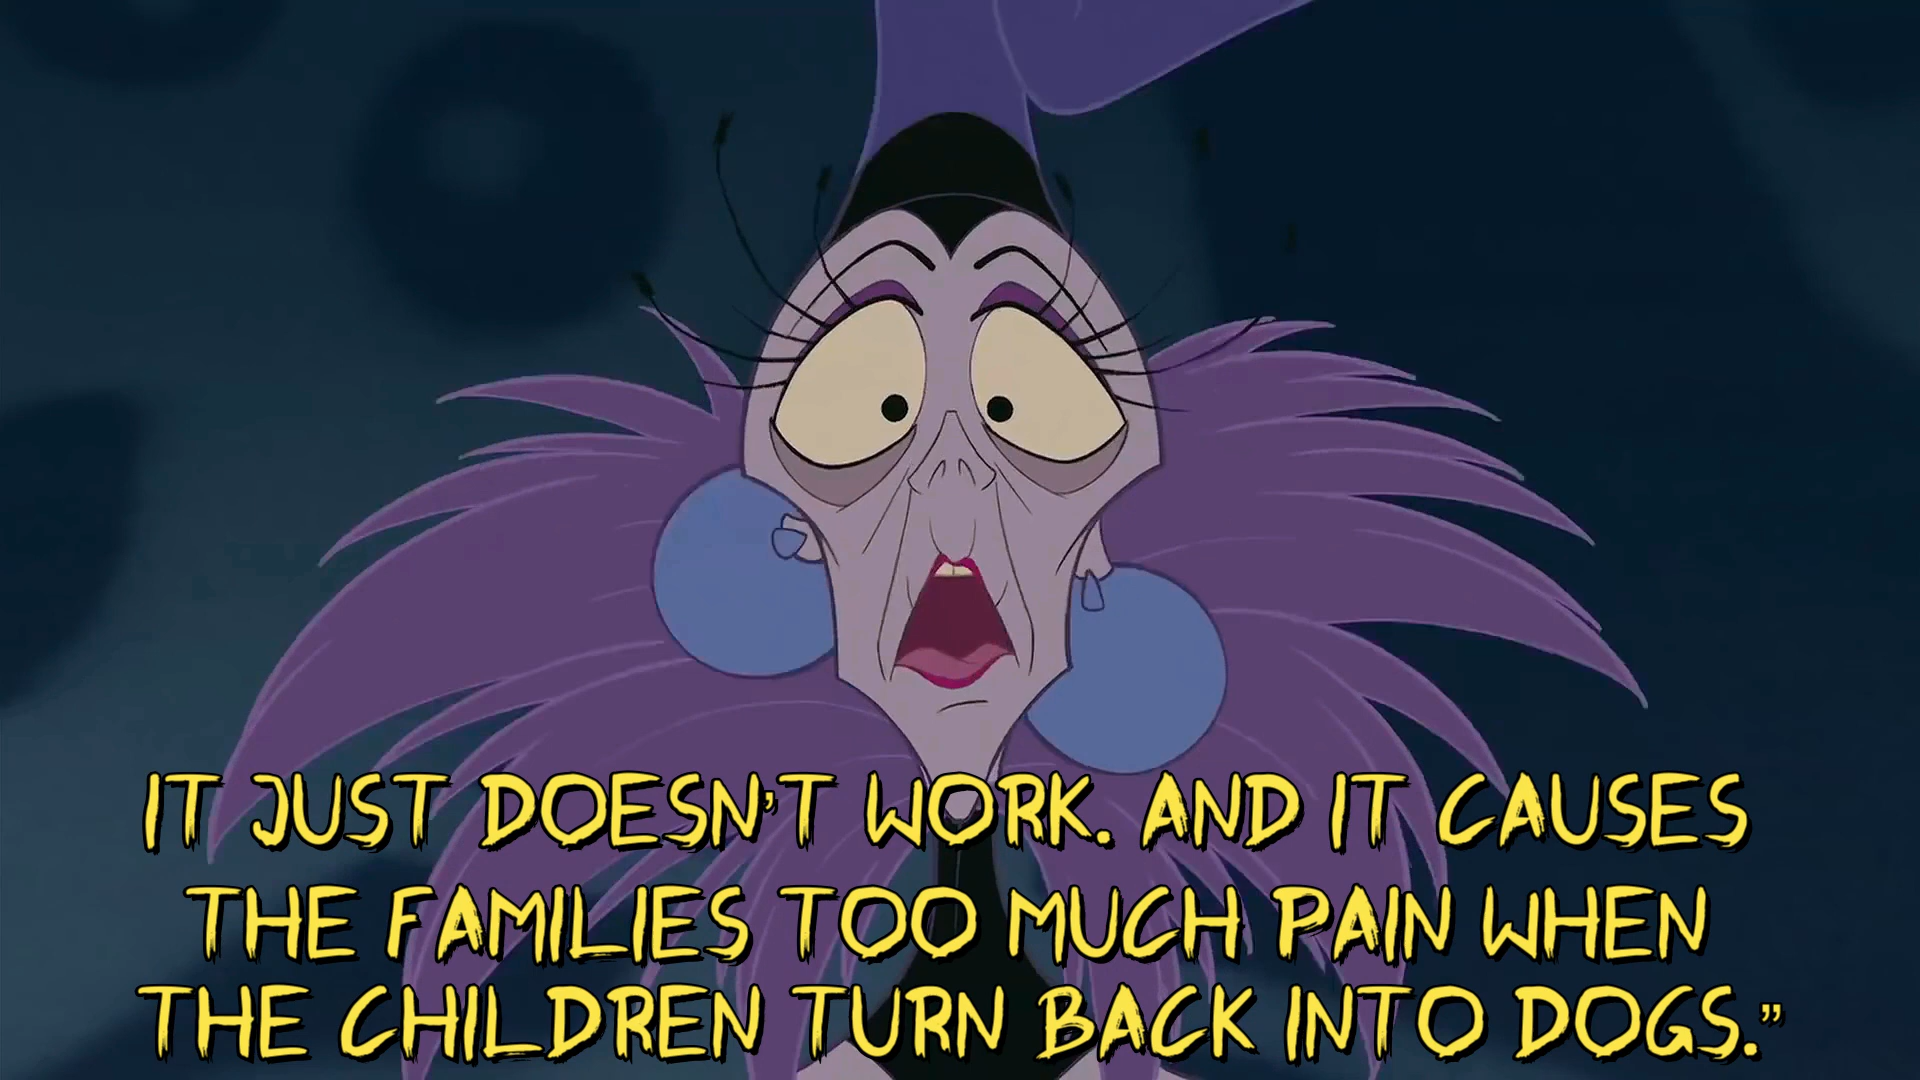 IT JUST DOESN'T WORK. AND IT CAUSES
THE FAMILIES TOO MUCH PAIN WHEN
THE CHILDREN TURN BACK INTO DOGS.”